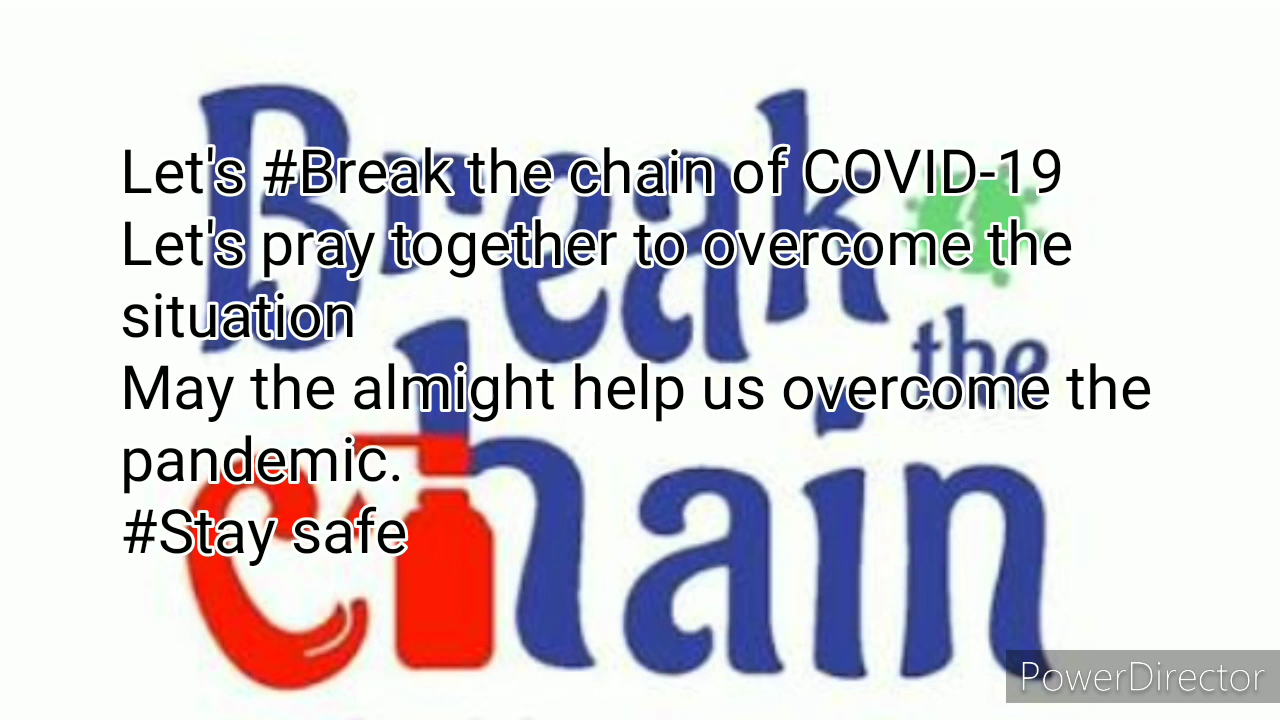 Let's #Break the chain of COVID-19
Let's pray together to overcome the
situation
May the almight help us overcome the
pandemic.
#Stay safe
Break
the
chain
PowerDirector